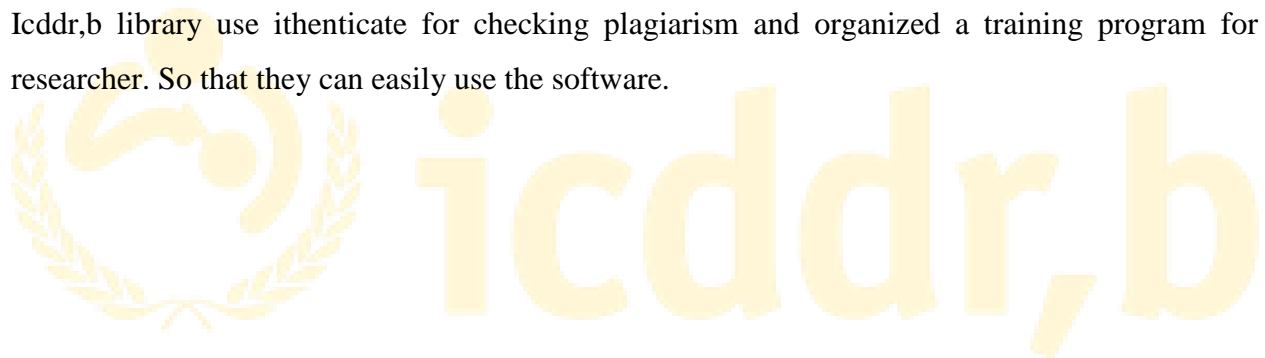 Icddr,b library use ithenticate for checking plagiarism and organized a training program for
researcher. So that they can easily use the software.
icddr,b